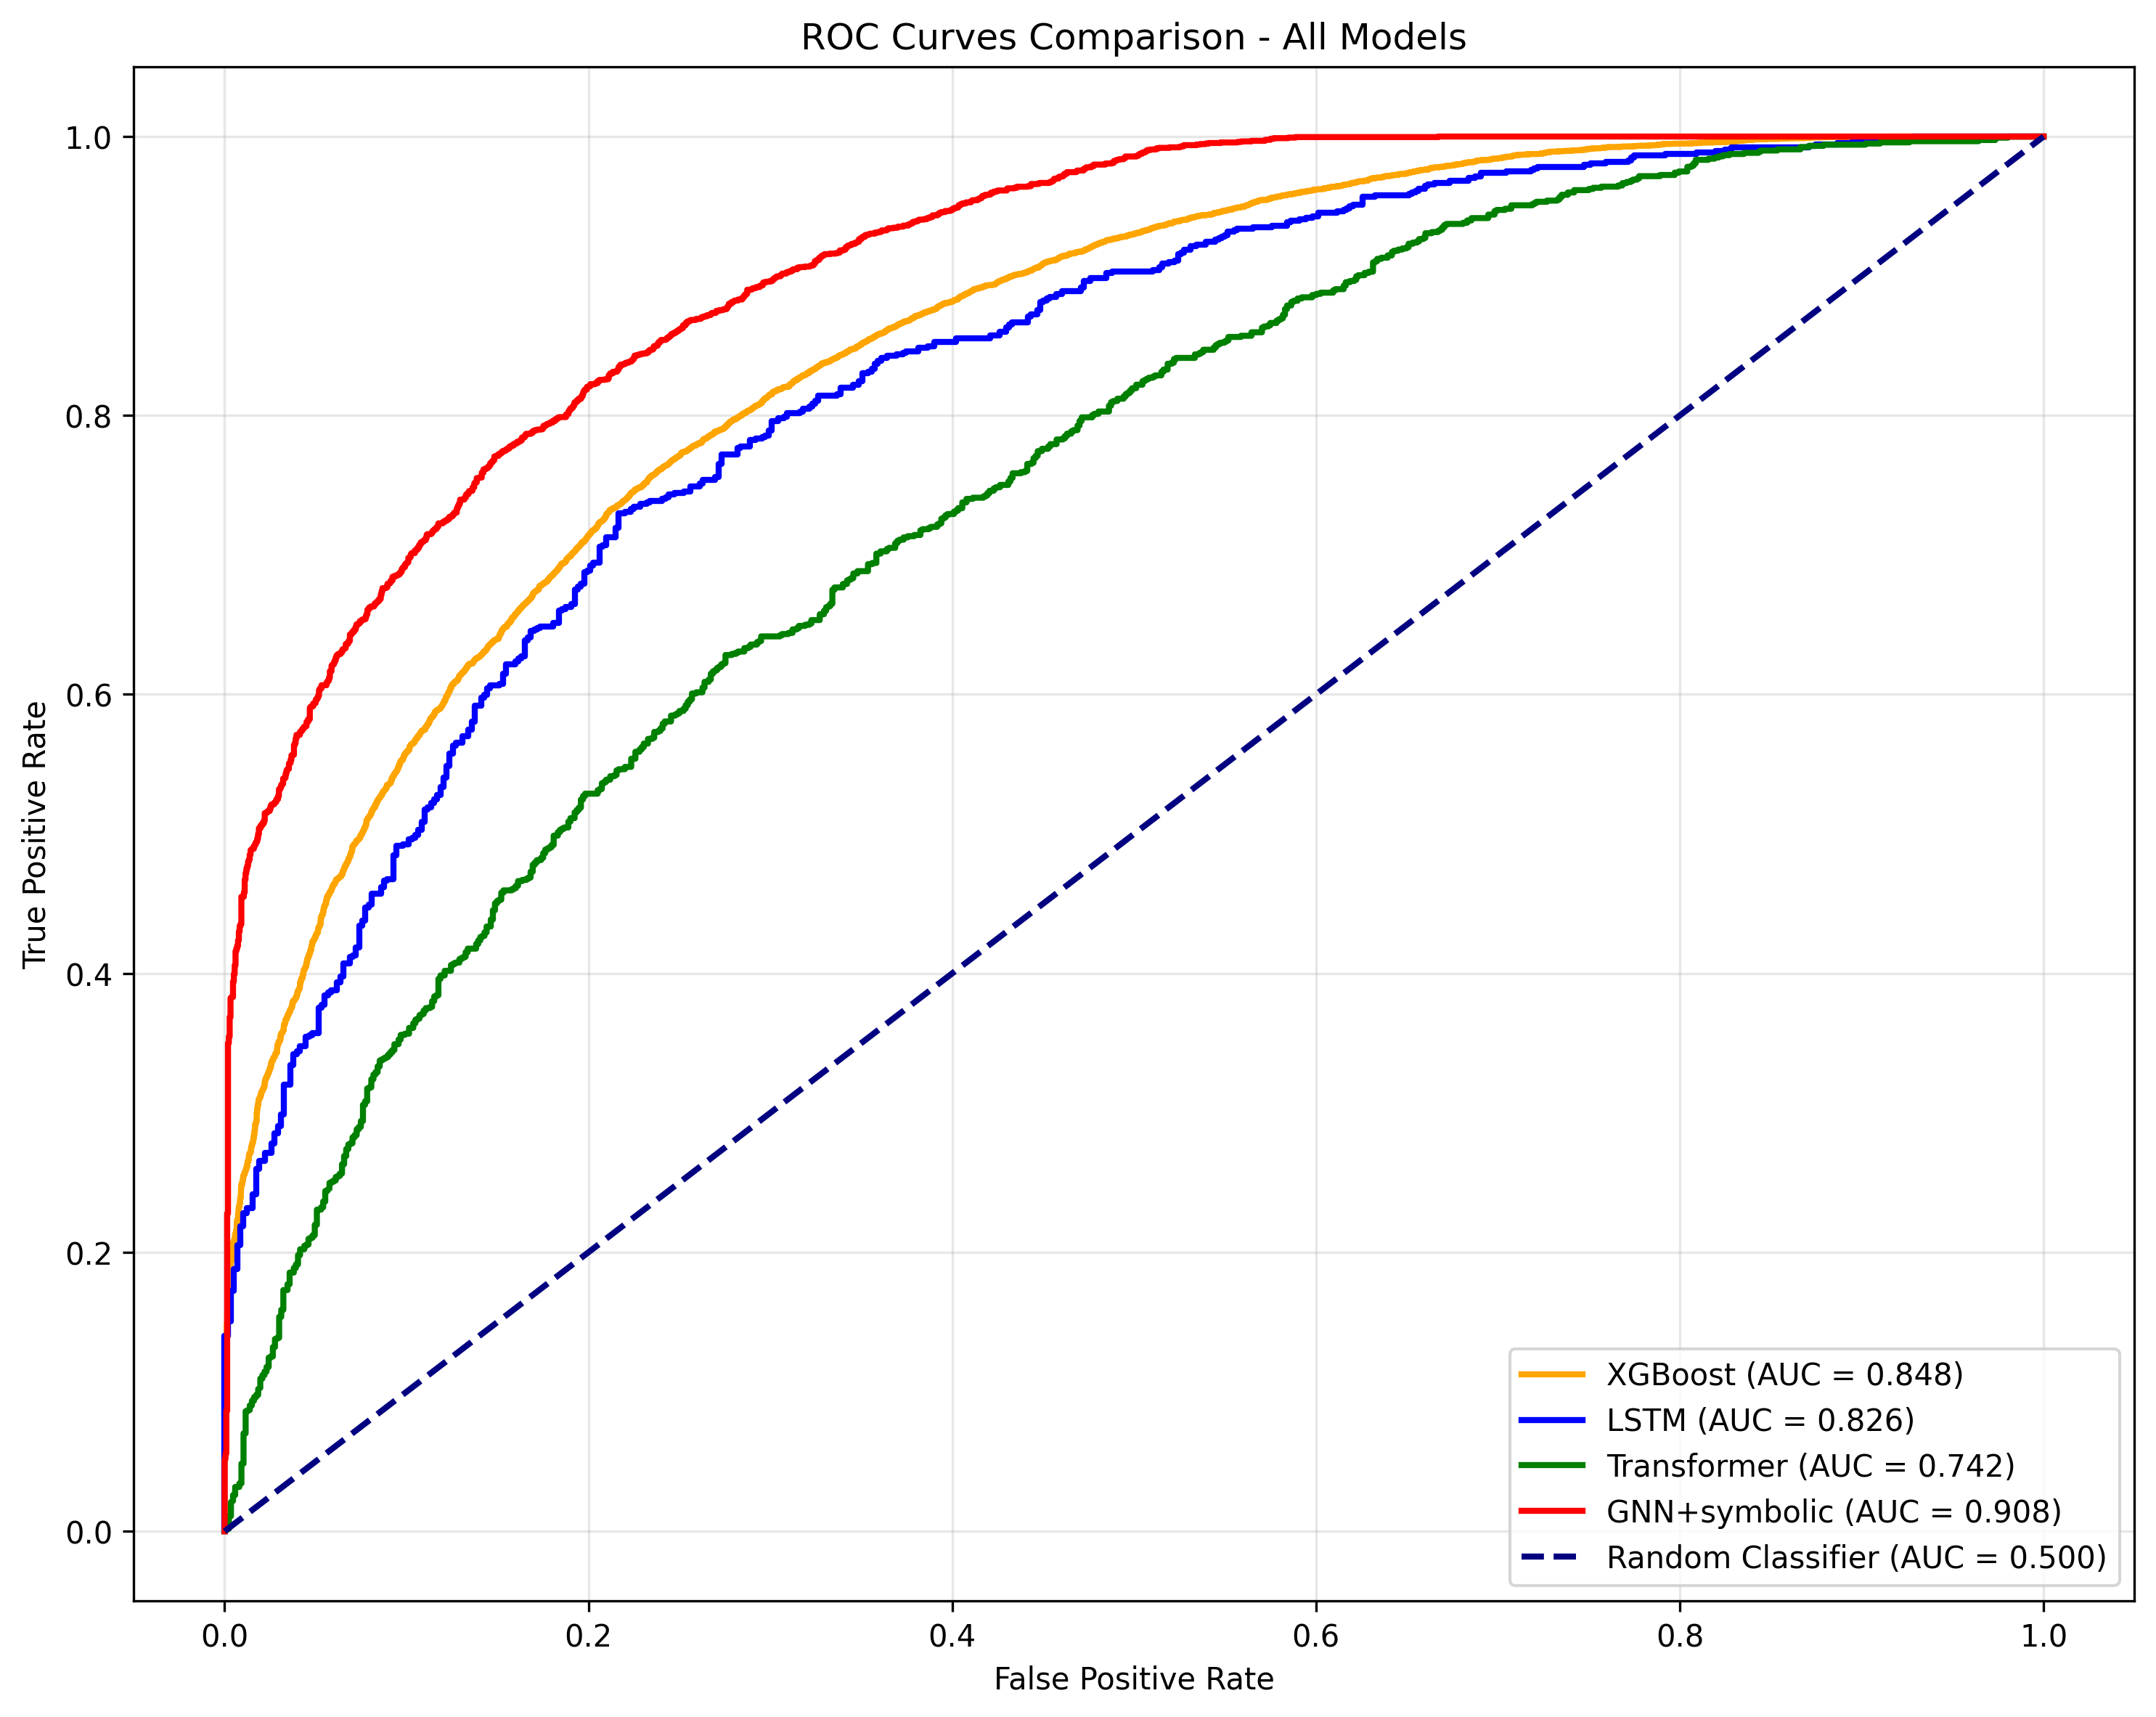 ROC Curves Comparison - All Models
1.0
0.8
0.6
0.4
0.2
0.0
True Positive Rate
0.0 0.2 0.4 0.6 0.8 1.0
False Positive Rate
XGBoost (AUC = 0.848)
LSTM (AUC = 0.826)
Transformer (AUC = 0.742)
GNN+symbolic (AUC = 0.908)
Random Classifier (AUC = 0.500)